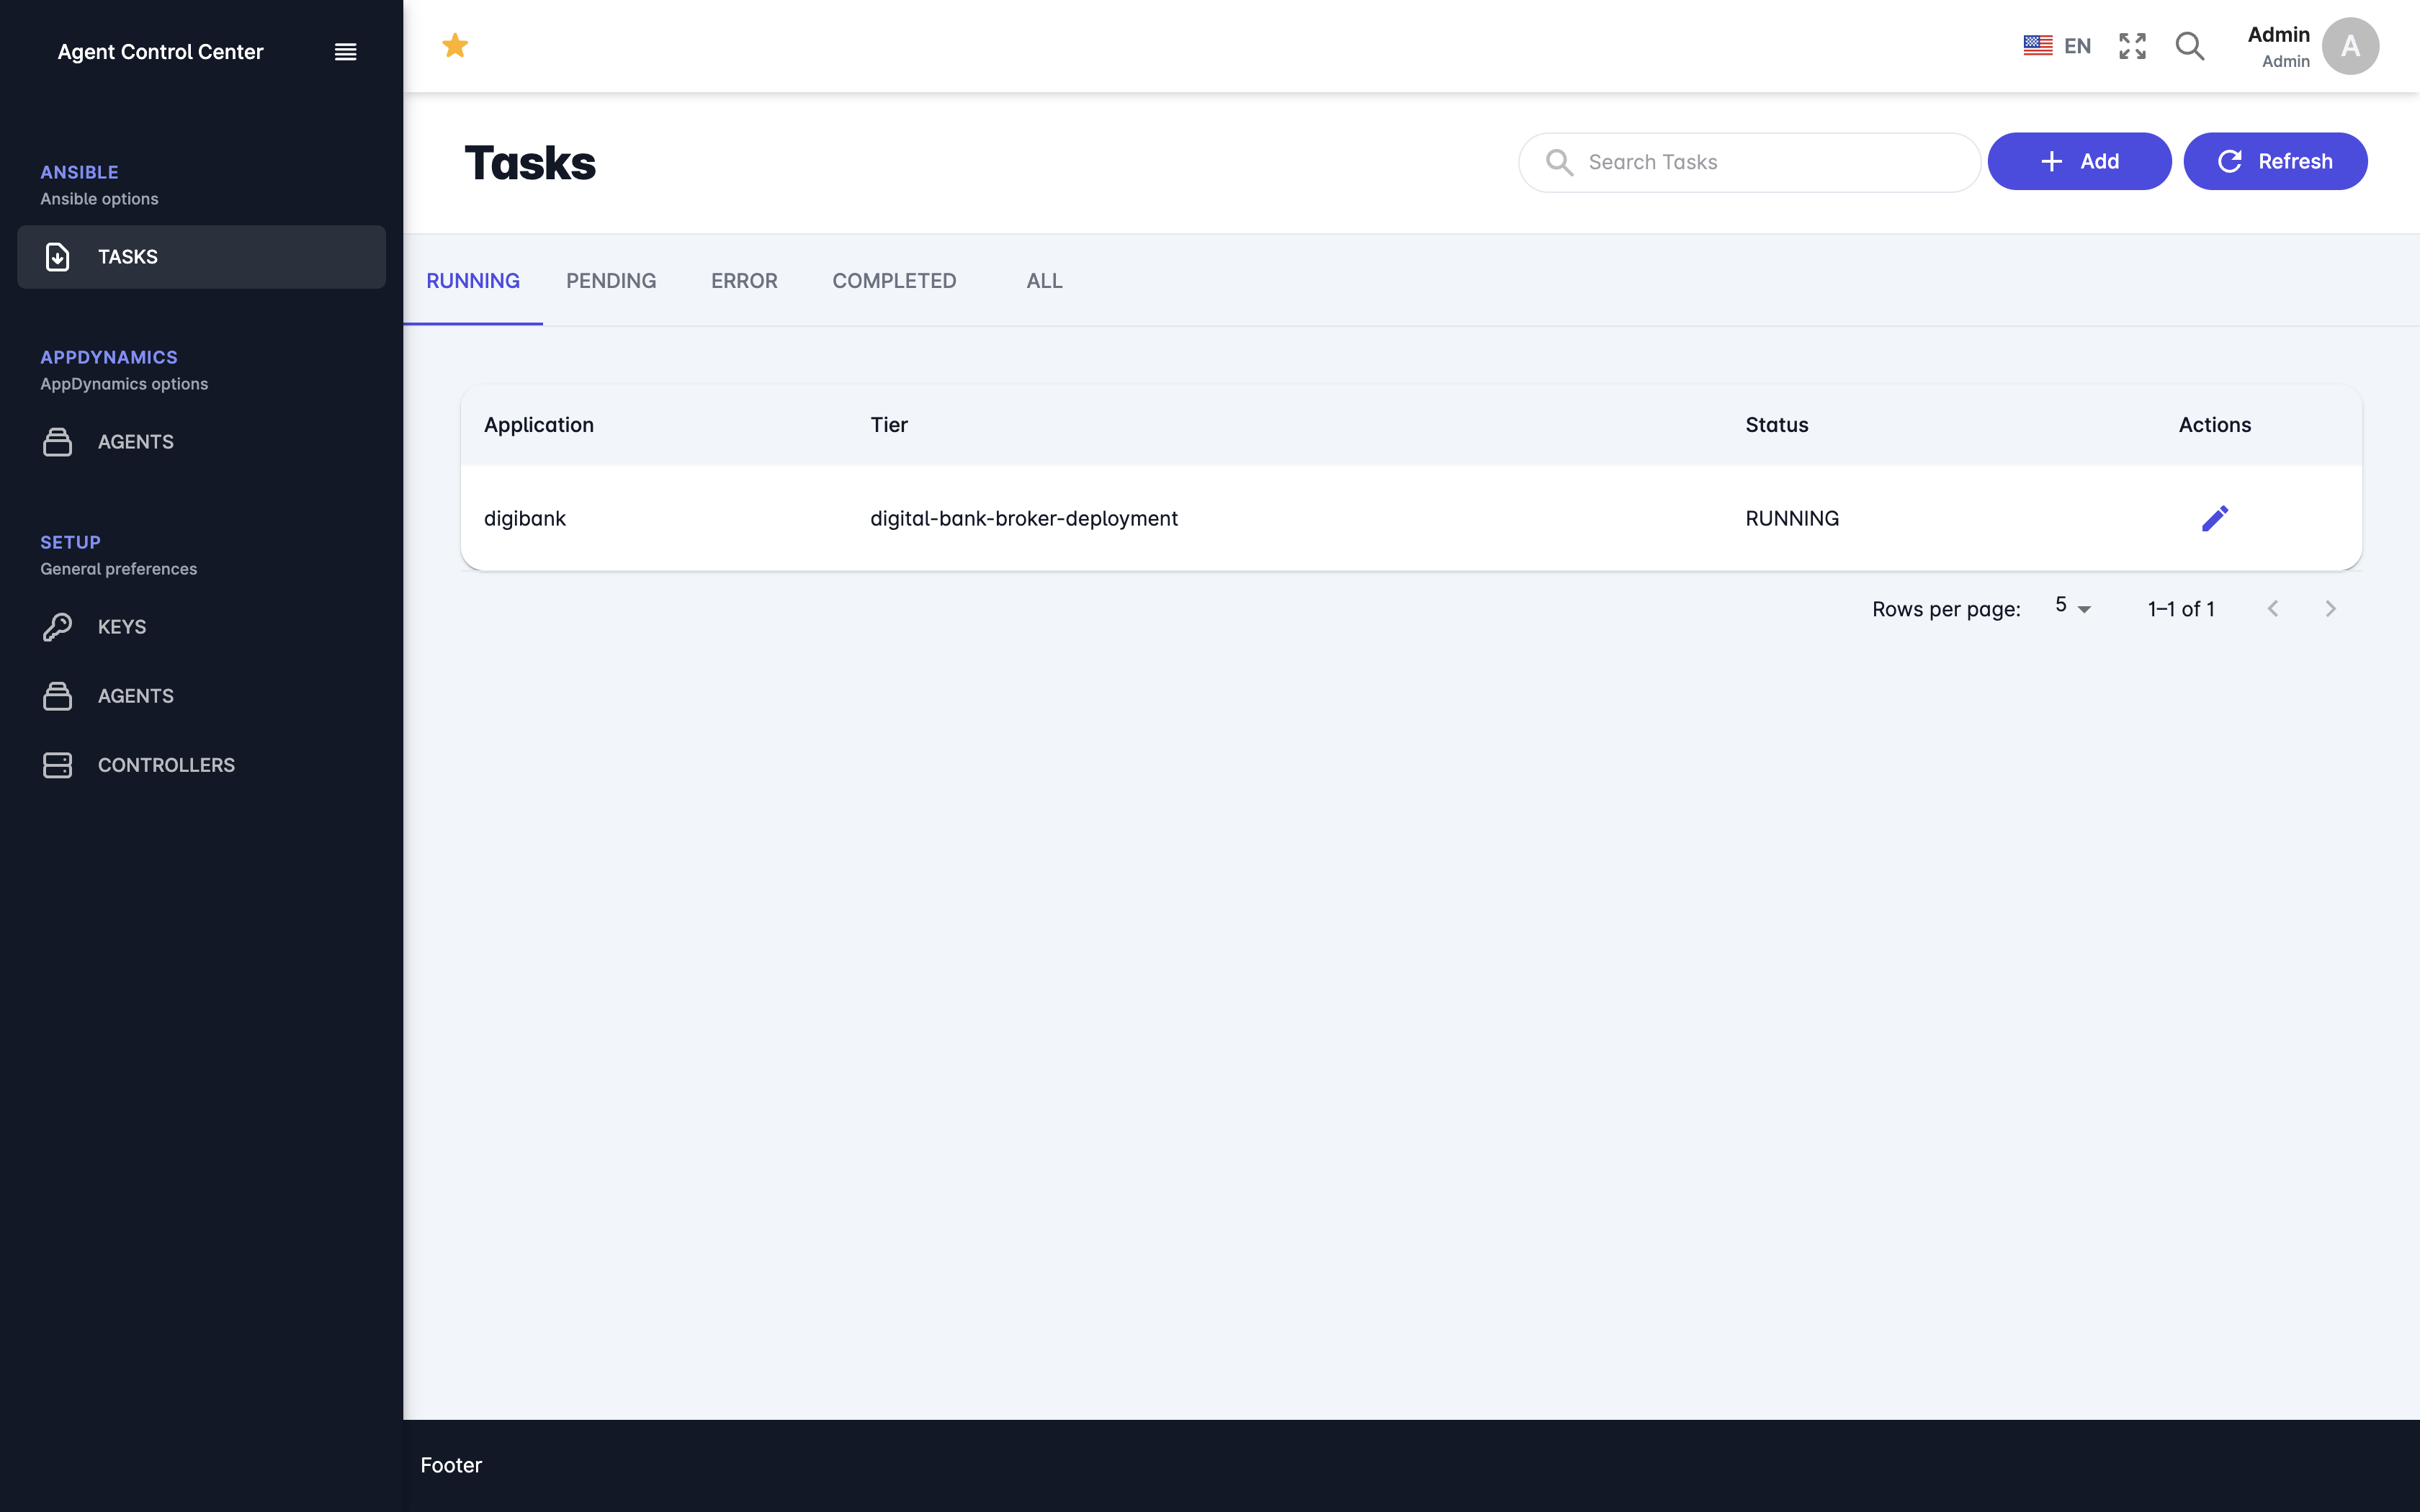 Agent Control Center
EN
Admin
Admin
A
ANSIBLE
Ansible options
TASKS
APPDYNAMICS
AppDynamics options
AGENTS
SETUP
General preferences
KEYS
AGENTS
CONTROLLERS
Tasks
Search Tasks
Add
Refresh
RUNNING PENDING ERROR COMPLETED ALL
Application Tier Status Actions
digibank digital-bank-broker-deployment RUNNING
Rows per page: 5 1–1 of 1
Footer